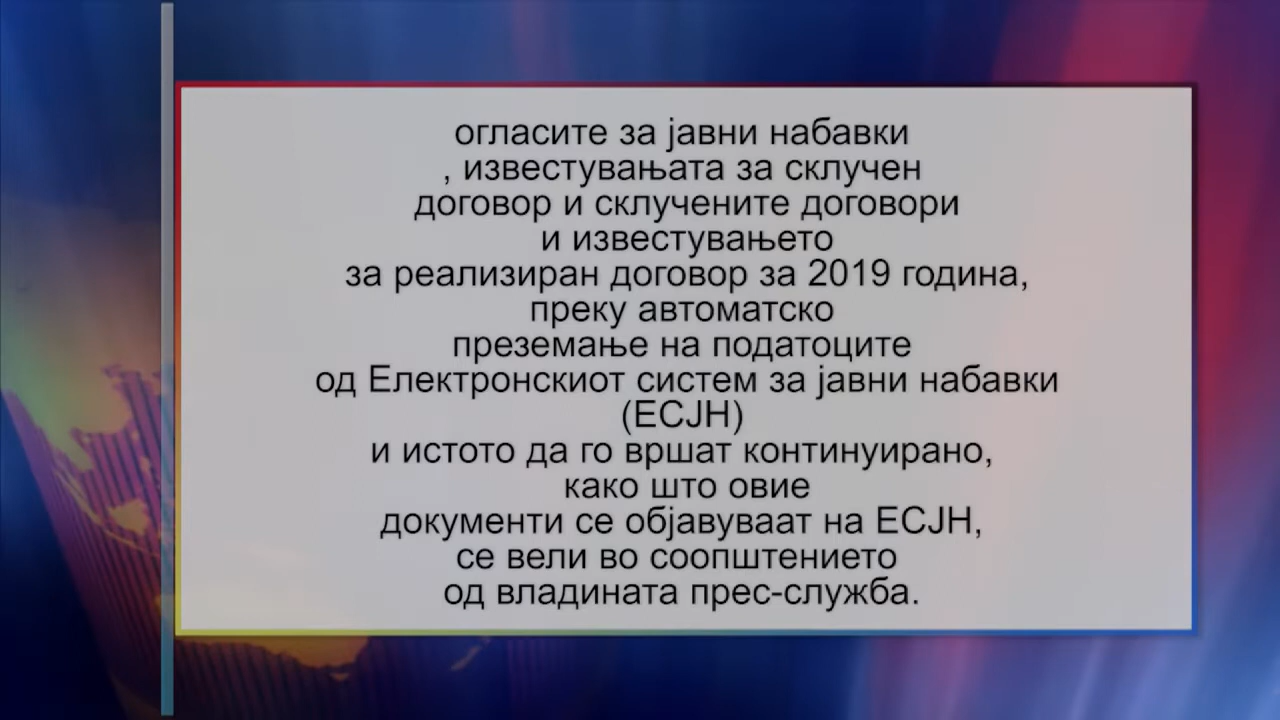 огласите за јавни набавки
, известувањата за склучен
договор и склучените договори
и известувањето
за реализиран договор за 2019 година,
преку автоматско
преземање на податоците
од Електронскиот систем за јавни набавки
(ЕСЈН)
и истото да го вршат континуирано,
како што овие
документи се објавуваат на ЕСЈН,
се вели во соопштението
од владината прес-служба.